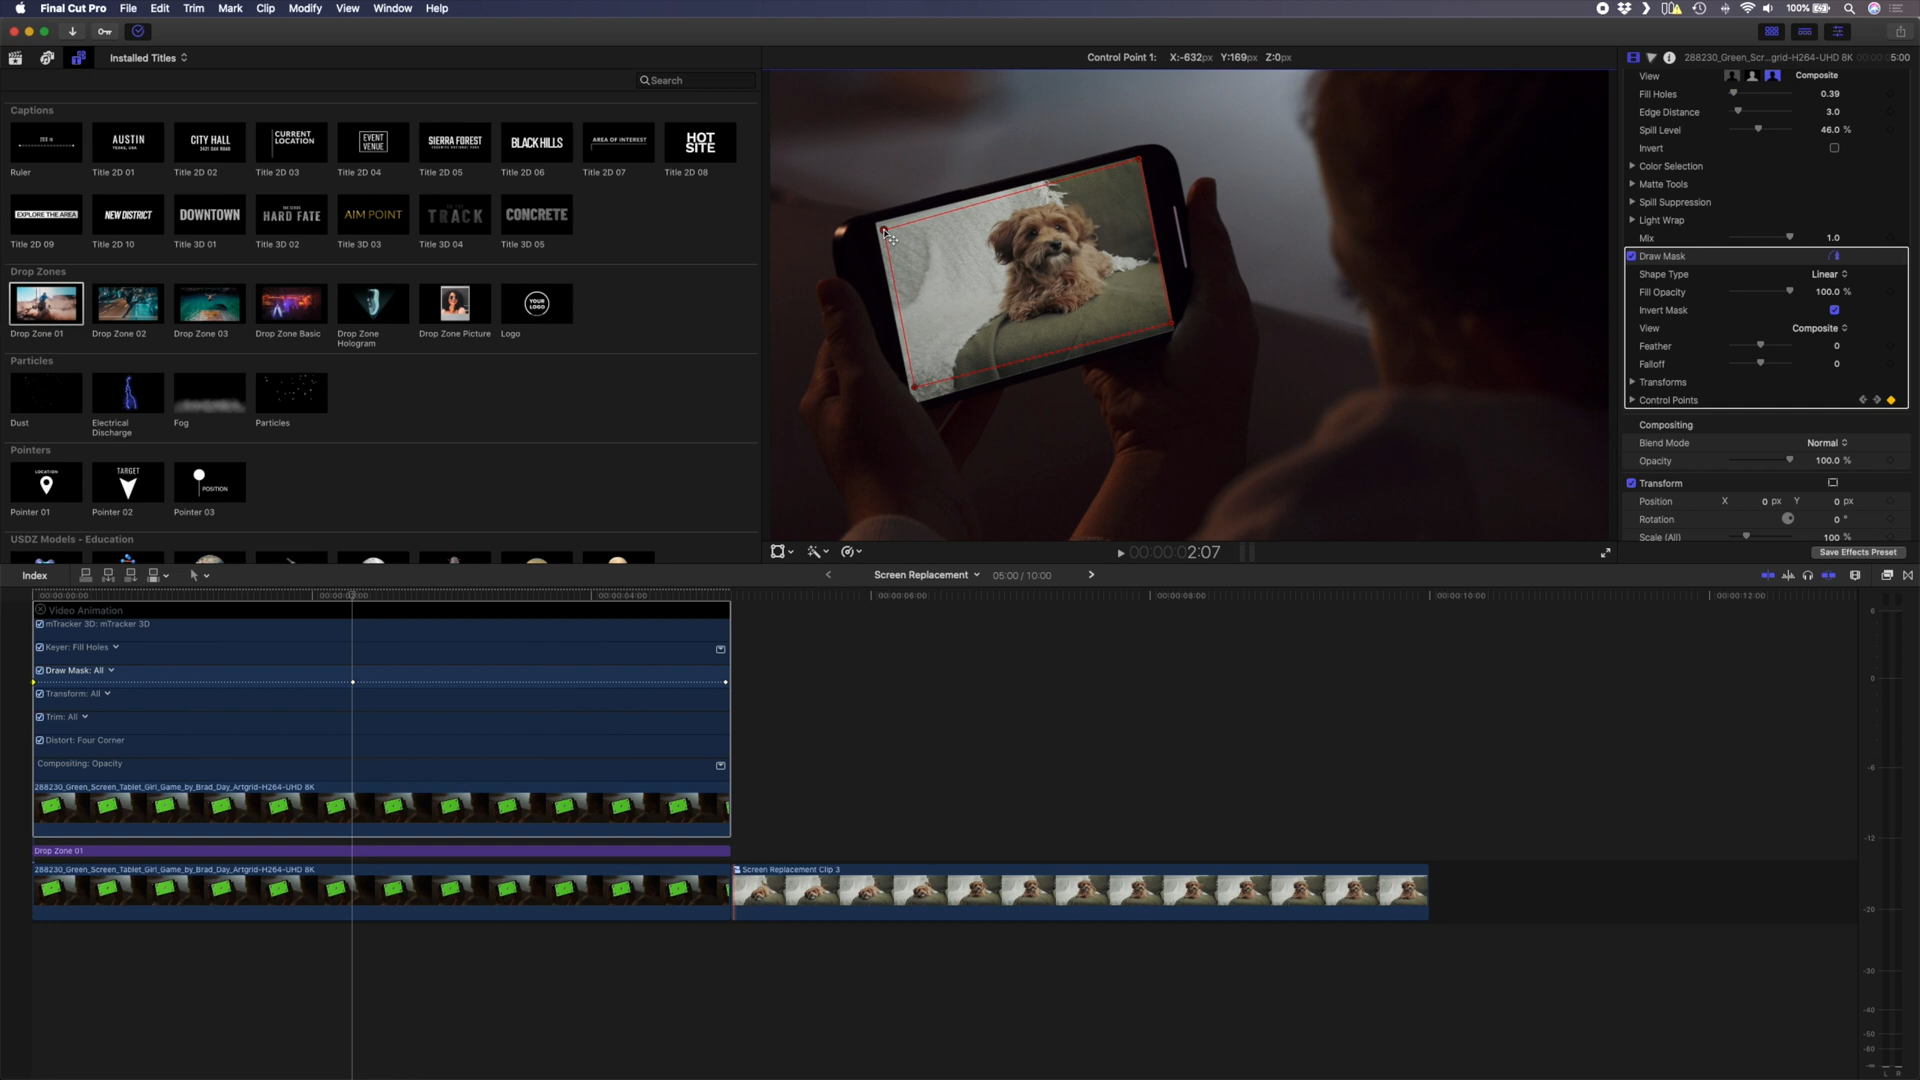 Final Cut Pro File Edit Trim Mark Clip Modify View Window Help 100%
Installed Titles Control Point 1: X:-632px Y:169px Z:0px 288230_Green_Scr...grid-H264-UHD 8K 00:00:05:00
Search
View Composite
Fill Holes 0.39
Edge Distance 3.0
Spill Level 46.0 %
Invert
Color Selection
Matte Tools
Spill Suppression
Light Wrap
Mix 1.0
Draw Mask
Shape Type Linear
Fill Opacity 100.0 %
Invert Mask
View Composite
Feather 0
Falloff 0
Transforms
Control Points
Compositing
Blend Mode Normal
Opacity 100.0 %
Transform
Position X 0 px Y 0 px
Rotation 0 °
Scale (All) 100 %
Save Effects Preset
Captions
AUSTIN CITY HALL CURRENT LOCATION EVENT VENUE SIERRA FOREST BLACK HILLS AREA OF INTEREST HOT SITE
Ruler Title 2D 01 Title 2D 02 Title 2D 03 Title 2D 04 Title 2D 05 Title 2D 06 Title 2D 07 Title 2D 08
EXPLORE THE AREA NEW DISTRICT DOWNTOWN HARD FATE AIM POINT TRACK CONCRETE
Title 2D 09 Title 2D 10 Title 3D 01 Title 3D 02 Title 3D 03 Title 3D 04 Title 3D 05
Drop Zones
YOUR LOGO
Drop Zone 01 Drop Zone 02 Drop Zone 03 Drop Zone Basic Drop Zone Hologram Drop Zone Picture Logo
Particles
Dust Electrical Discharge Fog Particles
Pointers
LOCATION TARGET POSITION
Pointer 01 Pointer 02 Pointer 03
USDZ Models - Education
00:00:02:07
Index Screen Replacement 05:00 / 10:00
00:00:00:00 00:00:04:00 00:00:06:00 00:00:08:00 00:00:10:00 00:00:12:00
Video Animation
mTracker 3D: mTracker 3D
Keyer: Fill Holes
Draw Mask: All
Transform: All
Trim: All
Distort: Four Corner
Compositing: Opacity
288230_Green_Screen_Tablet_Girl_Game_by_Brad_Day_Artgrid-H264-UHD 8K
Drop Zone 01
288230_Green_Screen_Tablet_Girl_Game_by_Brad_Day_Artgrid-H264-UHD 8K Screen Replacement Clip 3
6
0
-6
-12
-20
-30
-40
-50
-60
-∞
L R